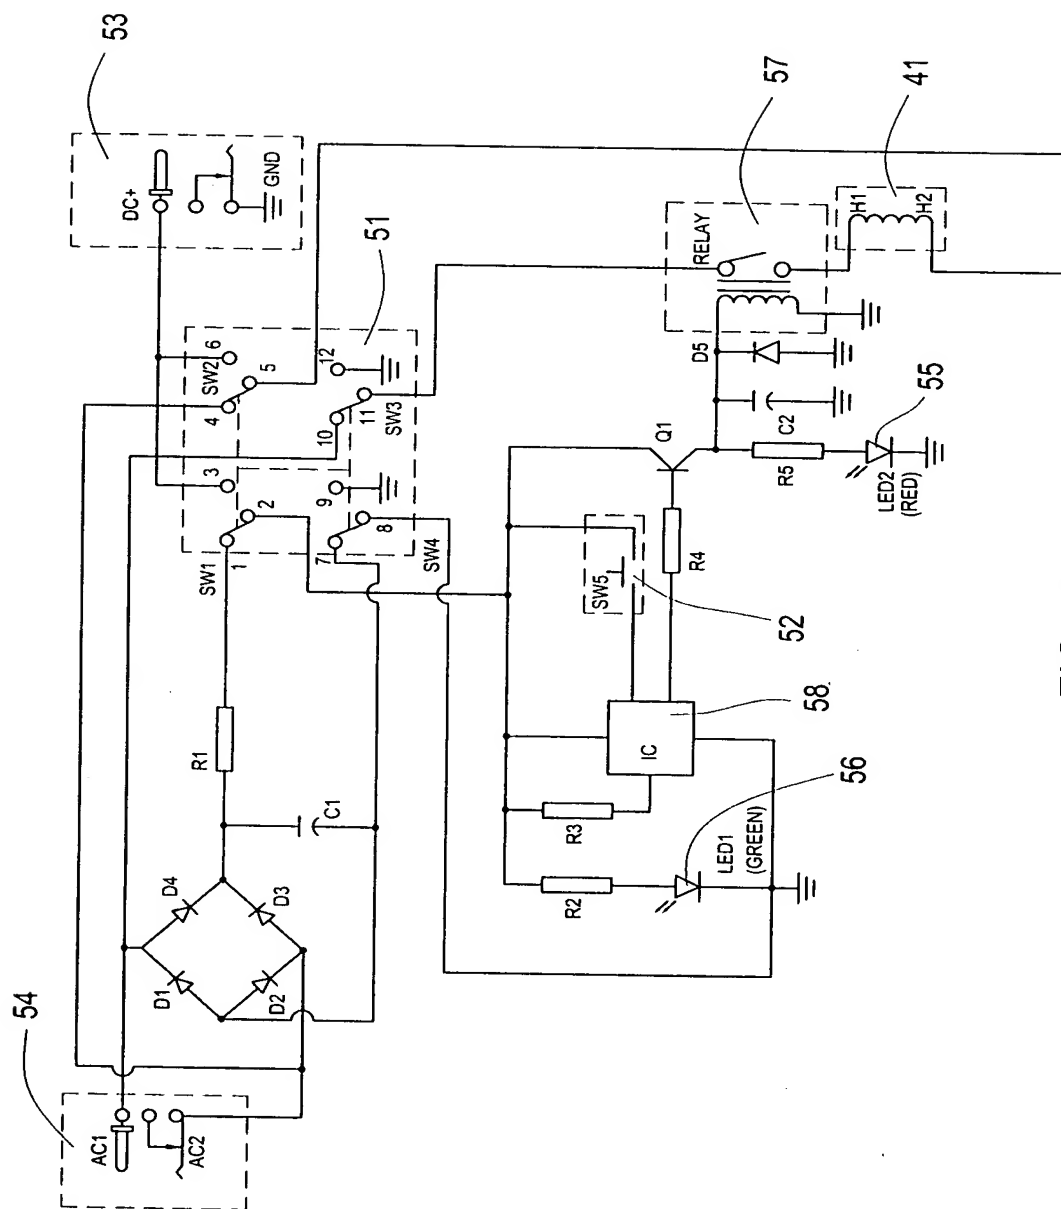 54
53
AC1
AC2
DC+
GND
D1
D4
D2
D3
R1
C1
SW1
1
2
3
4
SW2
6
5
7
9
8
10
12
11
SW4
SW3
51
R2
R3
LED1
(GREEN)
56
IC
58
SW5
52
R4
Q1
R5
C2
D5
LED2
(RED)
55
RELAY
57
H1
H2
41